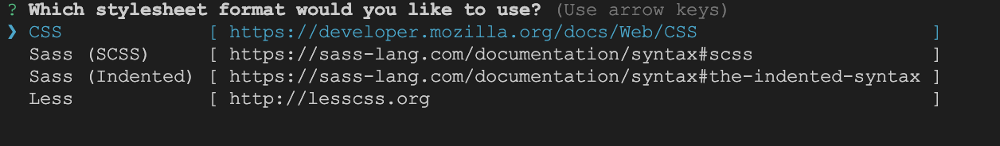 ? Which stylesheet format would you like to use? (Use arrow keys)
❯ CSS [ https://developer.mozilla.org/docs/Web/CSS ]
Sass (SCSS) [ https://sass-lang.com/documentation/syntax#scss ]
Sass (Indented) [ https://sass-lang.com/documentation/syntax#the-indented-syntax ]
Less [ http://lesscss.org ]